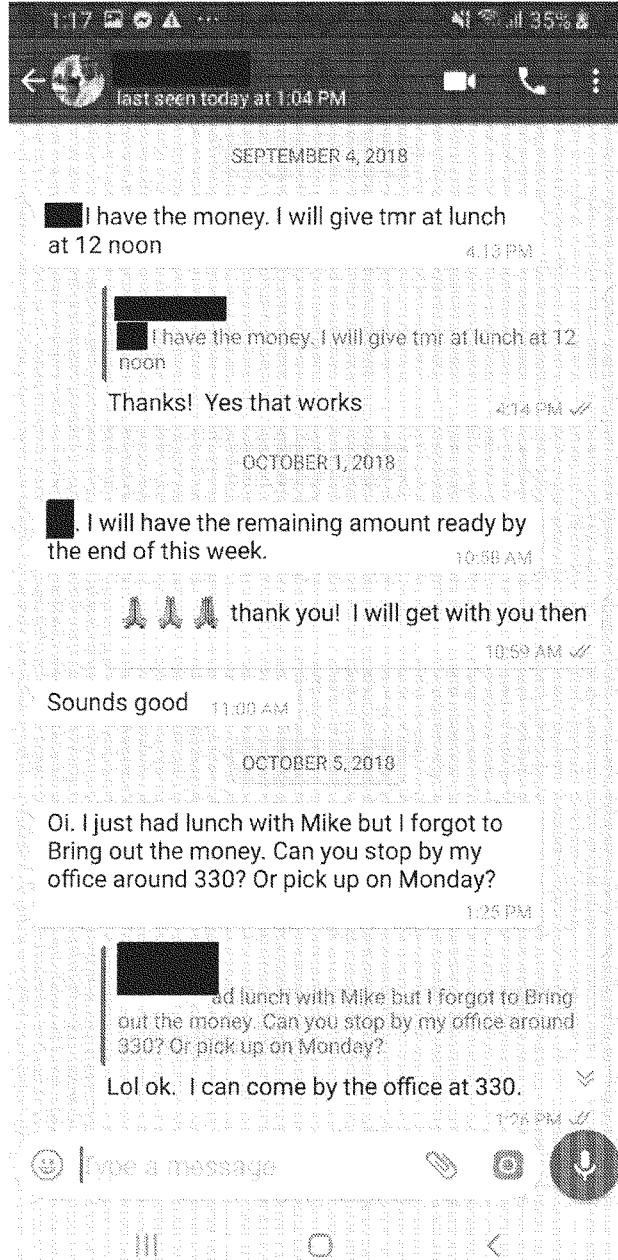 1:17 ... 35%
last seen today at 1:04 PM
SEPTEMBER 4, 2018
I have the money. I will give tmr at lunch
at 12 noon
4:13 PM
I have the money. I will give tmr at lunch at 12
noon
Thanks! Yes that works
4:14 PM
OCTOBER 1, 2018
. I will have the remaining amount ready by
the end of this week.
10:58 AM
🙏 🙏 🙏 thank you! I will get with you then
10:59 AM
Sounds good 11:00 AM
OCTOBER 5, 2018
Oi. I just had lunch with Mike but I forgot to
Bring out the money. Can you stop by my
office around 330? Or pick up on Monday?
1:25 PM
ad lunch with Mike but I forgot to Bring
out the money. Can you stop by my office around
330? Or pick up on Monday?
Lol ok. I can come by the office at 330.
1:26 PM
Type a message